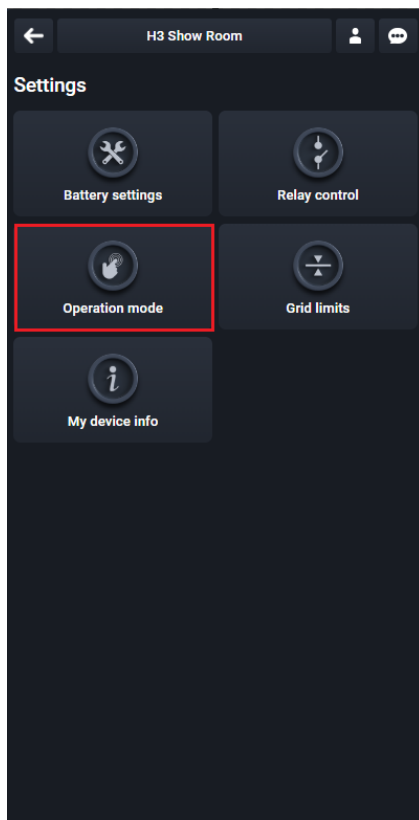 H3 Show Room
Settings
Battery settings
Relay control
Operation mode
Grid limits
My device info